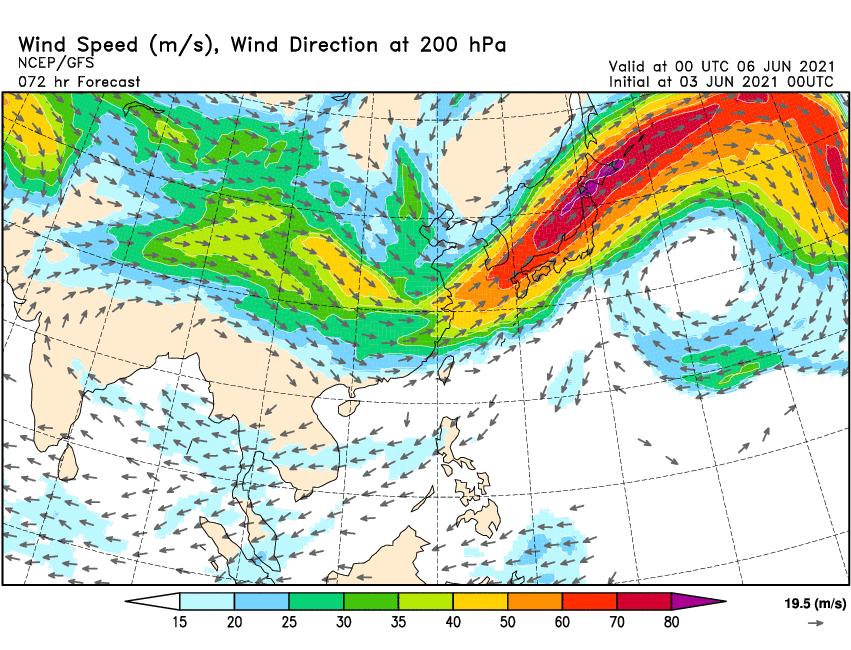 Wind Speed (m/s), Wind Direction at 200 hPa
NCEP/GFS
072 hr Forecast
Valid at 00 UTC 06 JUN 2021
Initial at 03 JUN 2021 00UTC
15 20 25 30 35 40 50 60 70 80
19.5 (m/s)